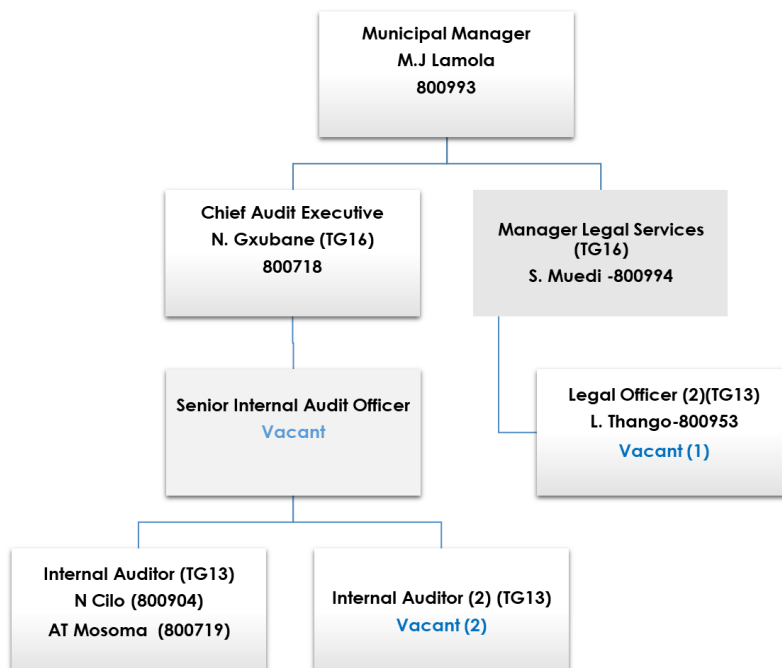 Municipal Manager
M.J Lamola
800993
Chief Audit Executive
N. Gxubane (TG16)
800718
Manager Legal Services
(TG16)
S. Muedi -800994
Senior Internal Audit Officer
Vacant
Legal Officer (2)(TG13)
L. Thango-800953
Vacant (1)
Internal Auditor (TG13)
N Cilo (800904)
AT Mosoma (800719)
Internal Auditor (2) (TG13)
Vacant (2)